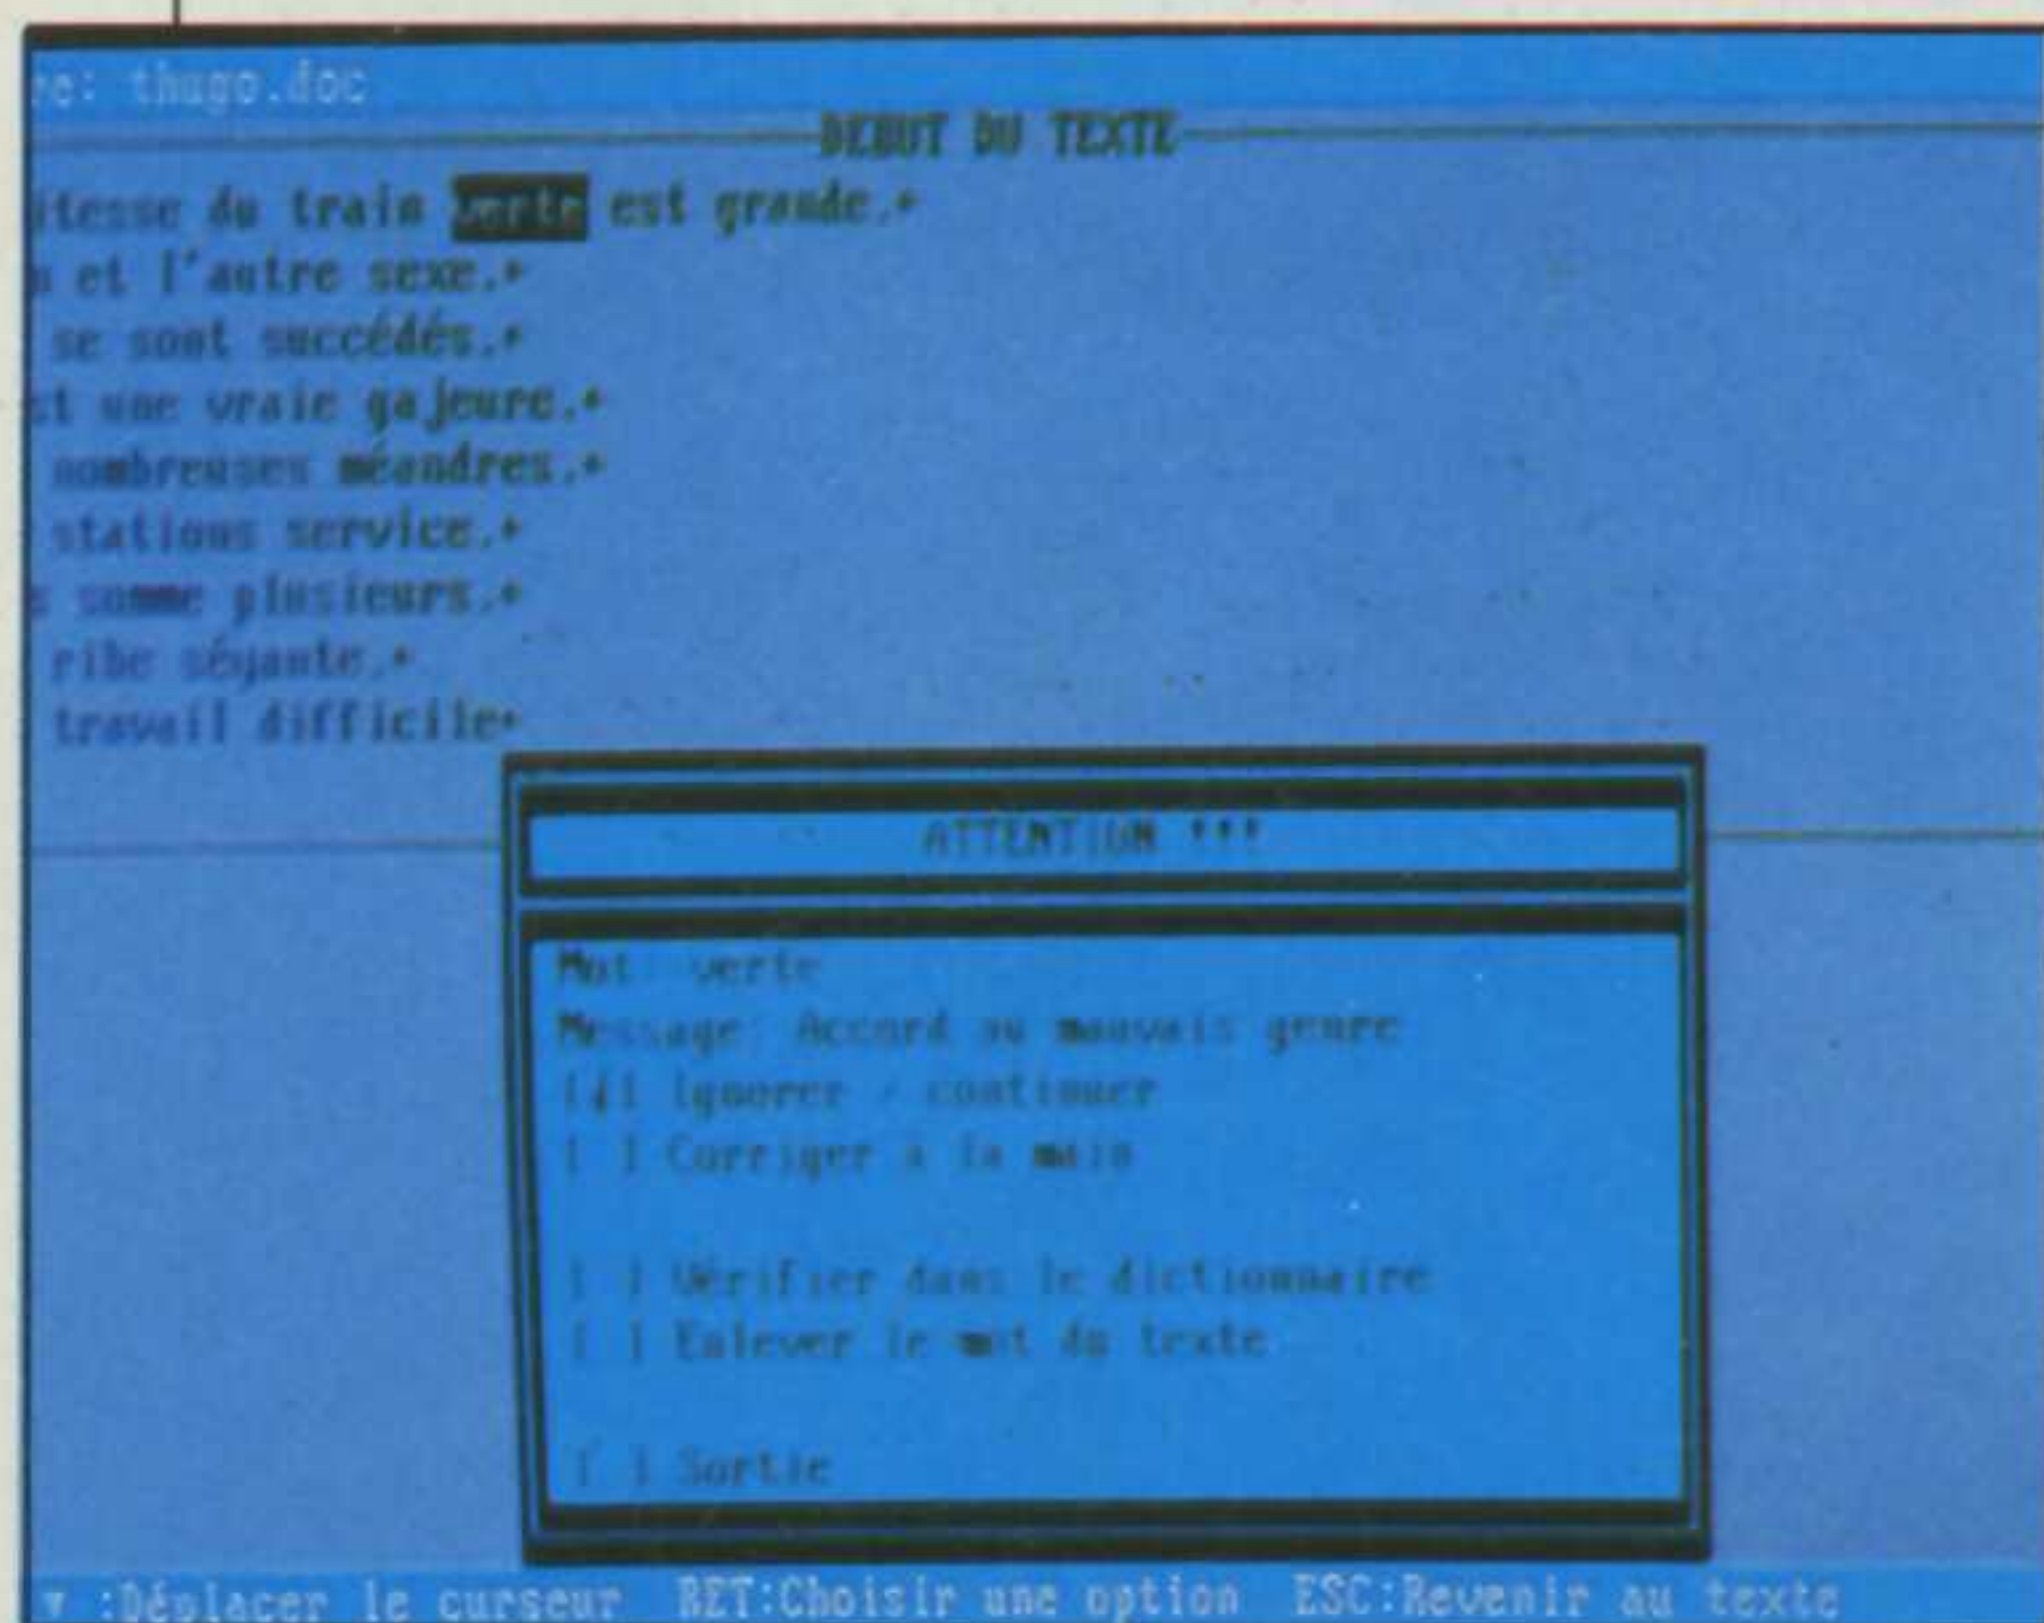 re: thugo.doc
DEBUT DU TEXTE
itesse du train verte est grande.
n et l'autre sexe.
se sont succédés.
st une vraie gajeure.
nombreuses méandres.
stations service.
s somme plusieurs.
ribe séyante.
travail difficile
ATTENTION !!!
Mot : verte
Message: Accord au mauvais genre
[√] Ignorer / continuer
[ ] Corriger à la main
[ ] Vérifier dans le dictionnaire
[ ] Enlever le mot du texte
[ ] Sortie
▼ :Déplacer le curseur RET:Choisir une option ESC:Revenir au texte